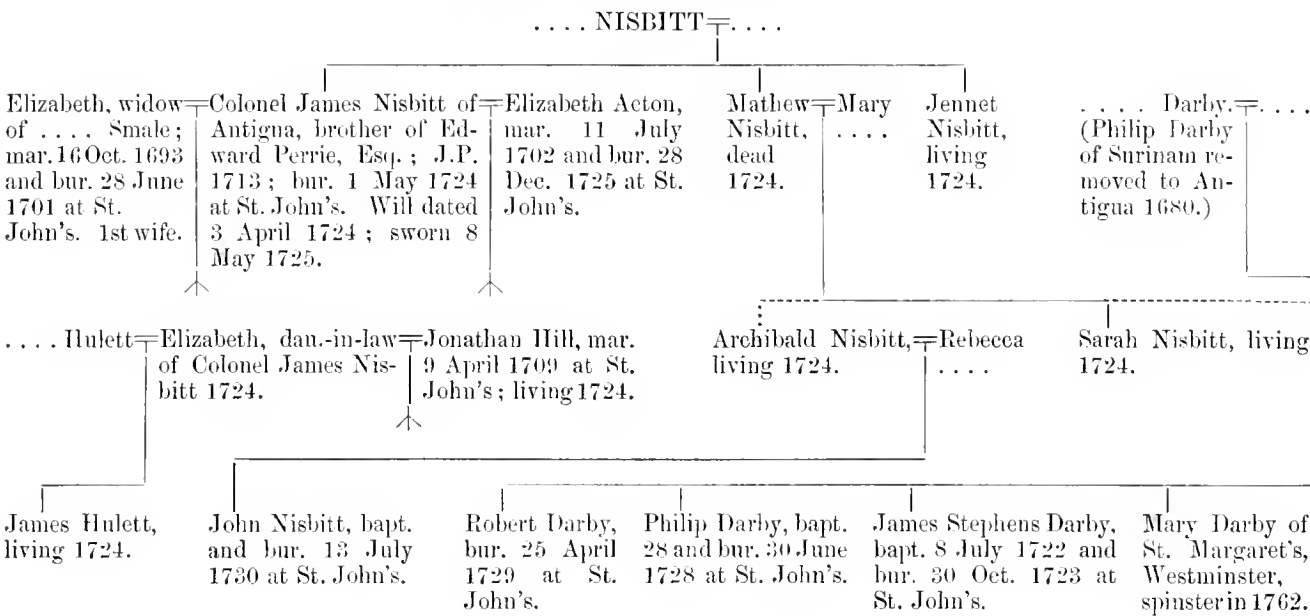 . . . . NISBITT=. . . .
Elizabeth, widow
of . . . . Smale;
mar. 16 Oct. 1693
and bur. 28 June
1701 at St.
John's. 1st wife.
=Colonel James Nisbitt of
Antigua, brother of Ed-
ward Perrie, Esq.; J.P.
1713; bur. 1 May 1724
at St. John's. Will dated
3 April 1724; sworn 8
May 1725.
=Elizabeth Acton,
mar. 11 July
1702 and bur. 28
Dec. 1725 at St.
John's.
Mathew
Nisbitt,
dead
1724.
=Mary
. . . .
Jennet
Nisbitt,
living
1724.
. . . . Darby.=. . . .
(Philip Darby
of Surinam re-
moved to An-
tigua 1680.)
. . . . Hulett
=Elizabeth, dau.-in-law
of Colonel James Nis-
bitt 1724.
=Jonathan Hill, mar.
9 April 1709 at St.
John's; living 1724.
Archibald Nisbitt,
living 1724.
=Rebecca
. . . .
Sarah Nisbitt, living
1724.
James Hulett,
living 1724.
John Nisbitt, bapt.
and bur. 13 July
1730 at St. John's.
Robert Darby,
bur. 25 April
1729 at St.
John's.
Philip Darby, bapt.
28 and bur. 30 June
1728 at St. John's.
James Stephens Darby,
bapt. 8 July 1722 and
bur. 30 Oct. 1723 at
St. John's.
Mary Darby of
St. Margaret's,
Westminster,
spinster in 1762.